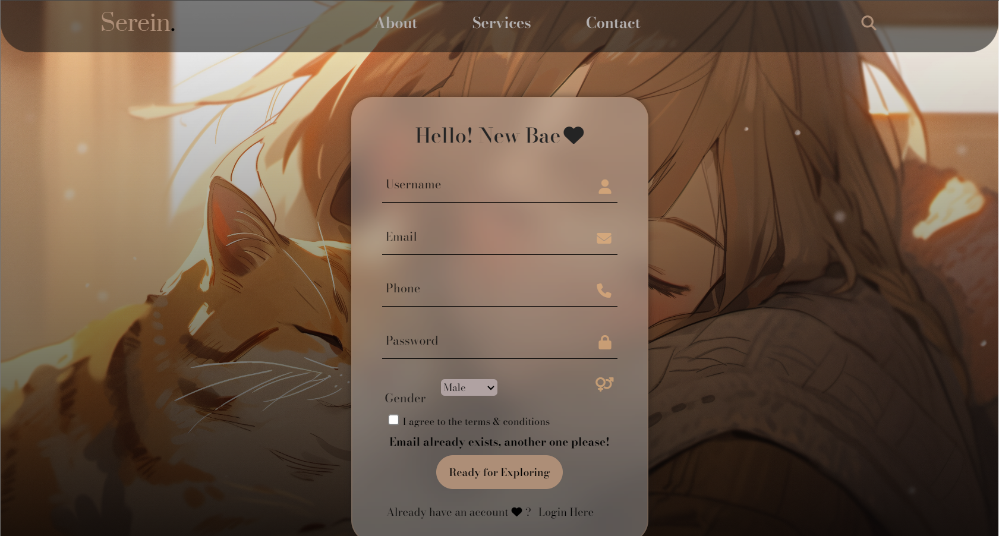 Serein.
About Services Contact
Hello! New Bae
Username
Email
Phone
Password
Male
Gender
I agree to the terms & conditions
Email already exists, another one please!
Ready for Exploring
Already have an account ? Login Here